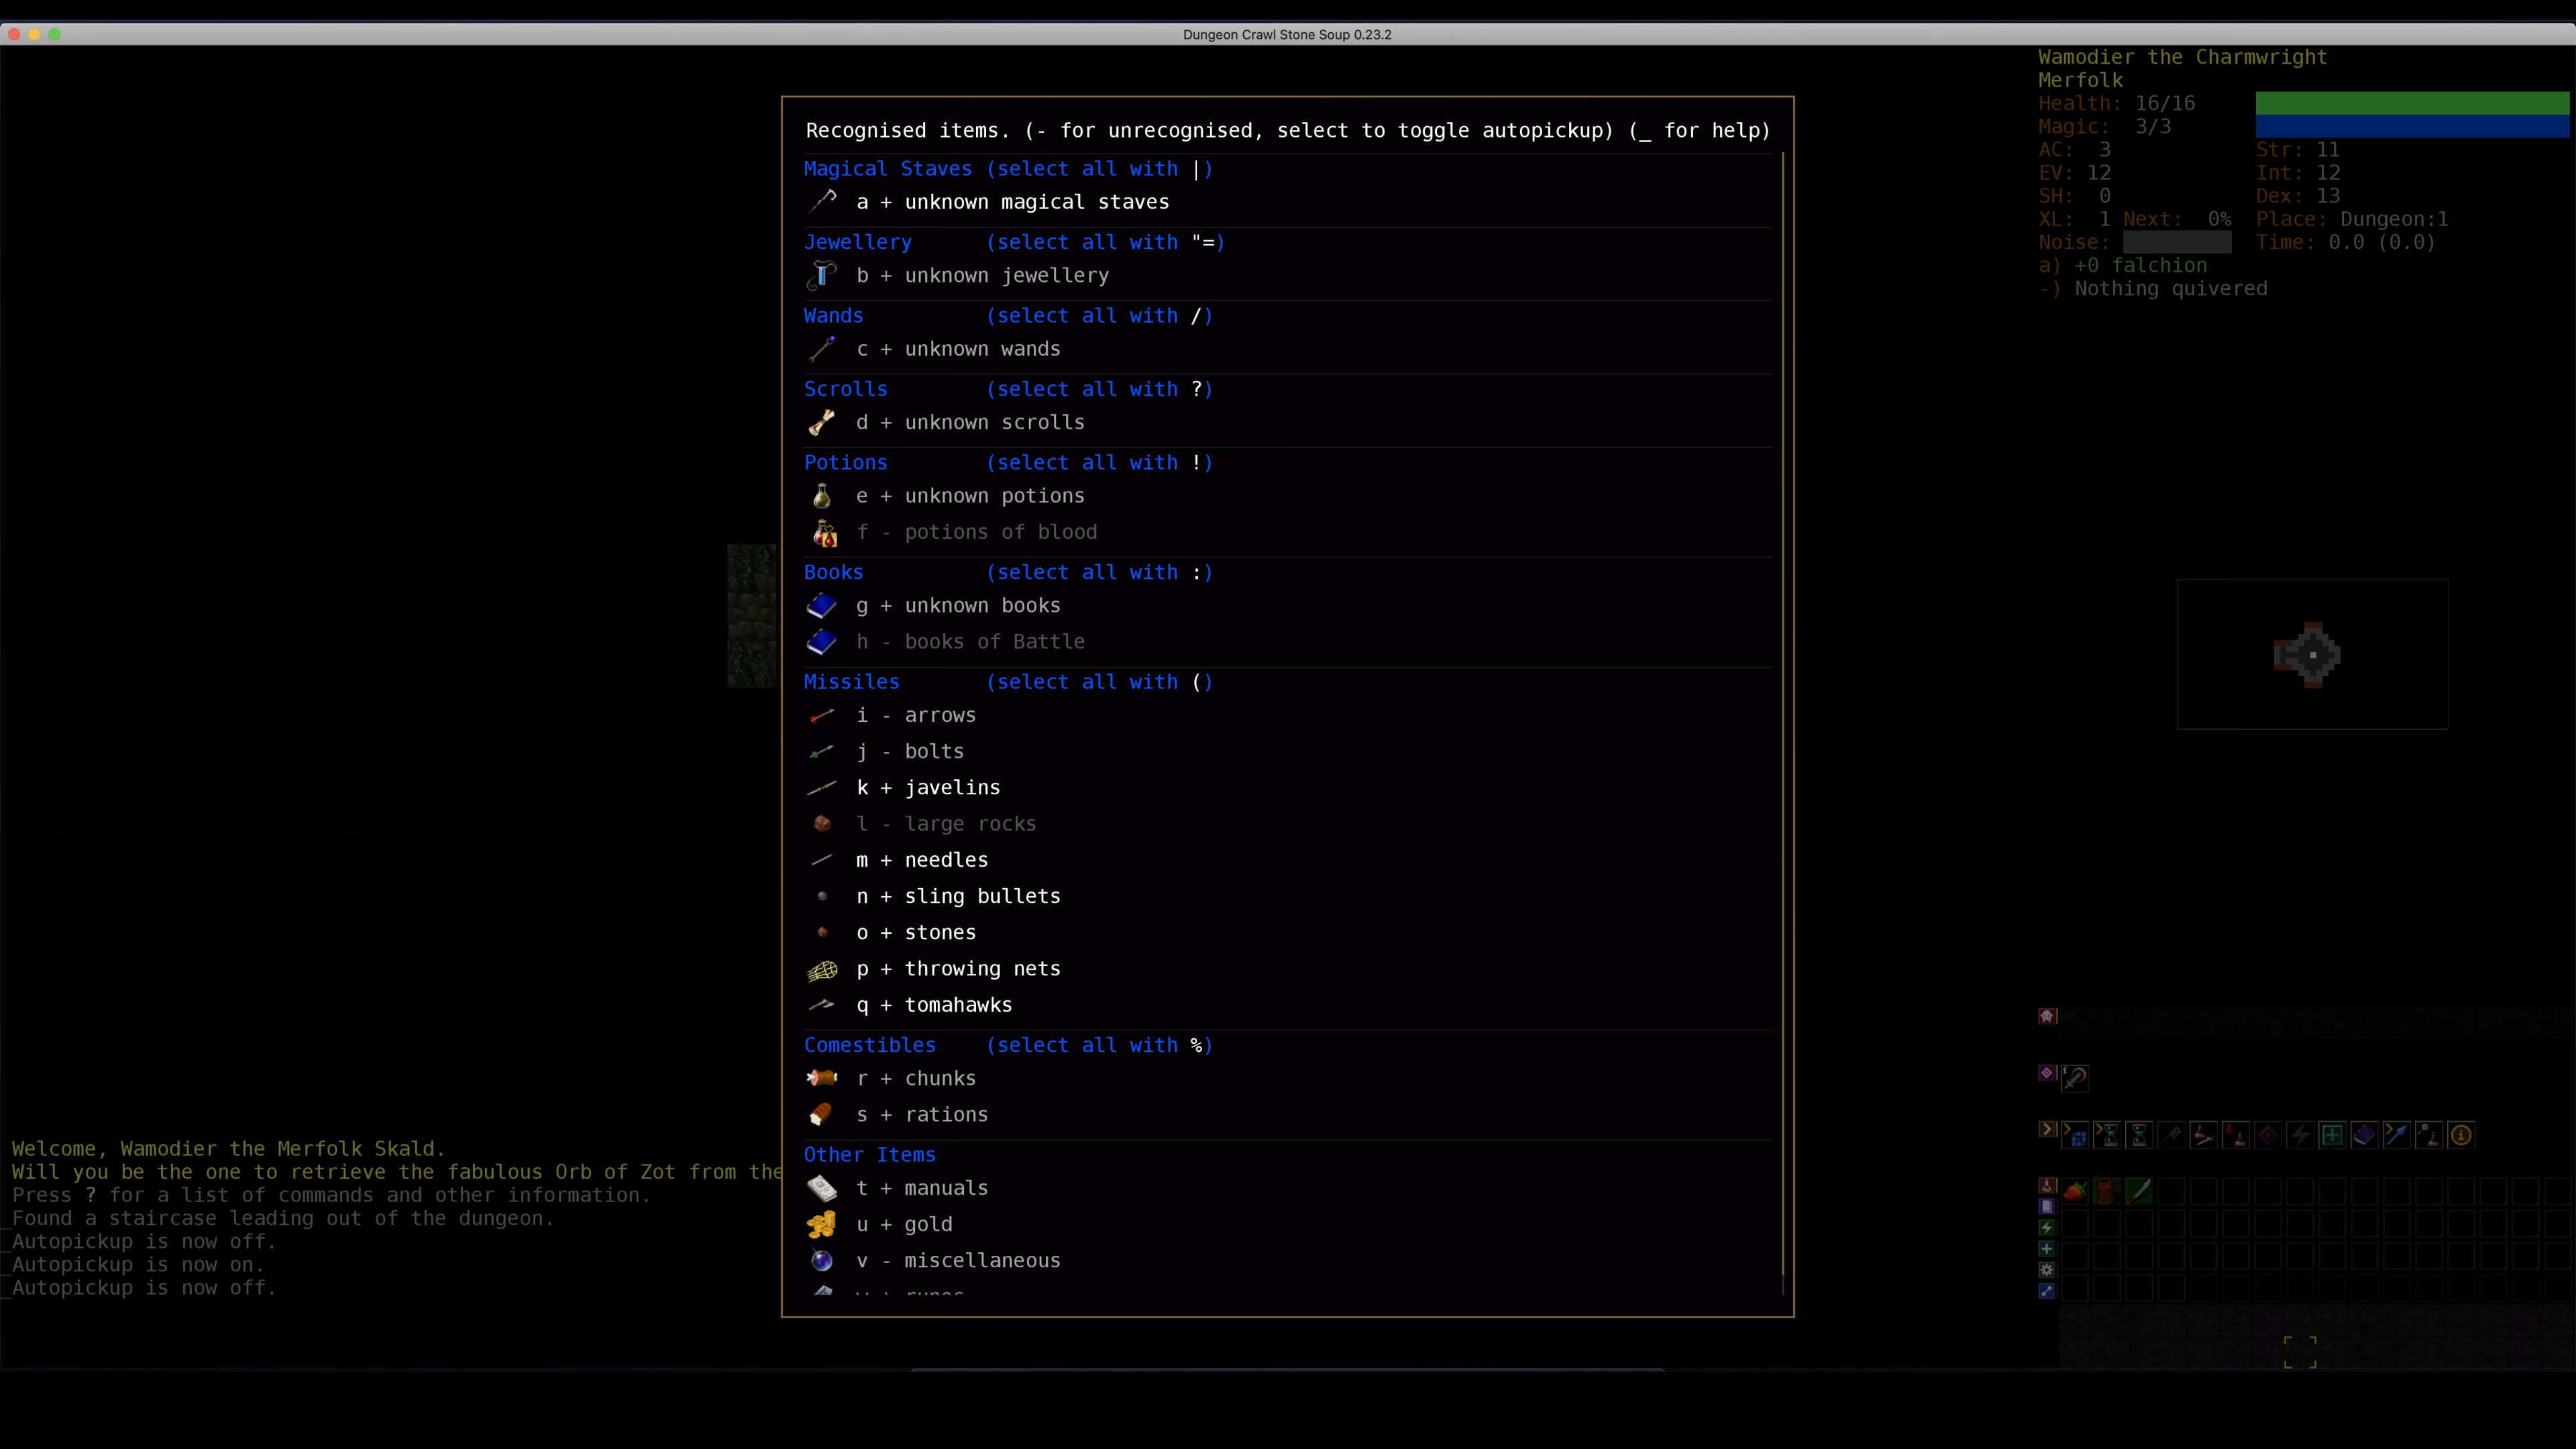 Dungeon Crawl Stone Soup 0.23.2
Wamodier the Charmwright
Merfolk
Health: 16/16
Magic: 3/3
AC: 3 Str: 11
EV: 12 Int: 12
SH: 0 Dex: 13
XL: 1 Next: 0% Place: Dungeon:1
Noise: Time: 0.0 (0.0)
a) +0 falchion
-) Nothing quivered
Recognised items. (- for unrecognised, select to toggle autopickup) (_ for help)
Magical Staves (select all with |)
a + unknown magical staves
Jewellery (select all with "=)
b + unknown jewellery
Wands (select all with /)
c + unknown wands
Scrolls (select all with ?)
d + unknown scrolls
Potions (select all with !)
e + unknown potions
f - potions of blood
Books (select all with :)
g + unknown books
h - books of Battle
Missiles (select all with ()
i - arrows
j - bolts
k + javelins
l - large rocks
m + needles
n + sling bullets
o + stones
p + throwing nets
q + tomahawks
Comestibles (select all with %)
r + chunks
s + rations
Other Items
t + manuals
u + gold
v - miscellaneous
w + runes
Welcome, Wamodier the Merfolk Skald.
Will you be the one to retrieve the fabulous Orb of Zot from the
Press ? for a list of commands and other information.
_Found a staircase leading out of the dungeon.
_Autopickup is now off.
_Autopickup is now on.
_Autopickup is now off.